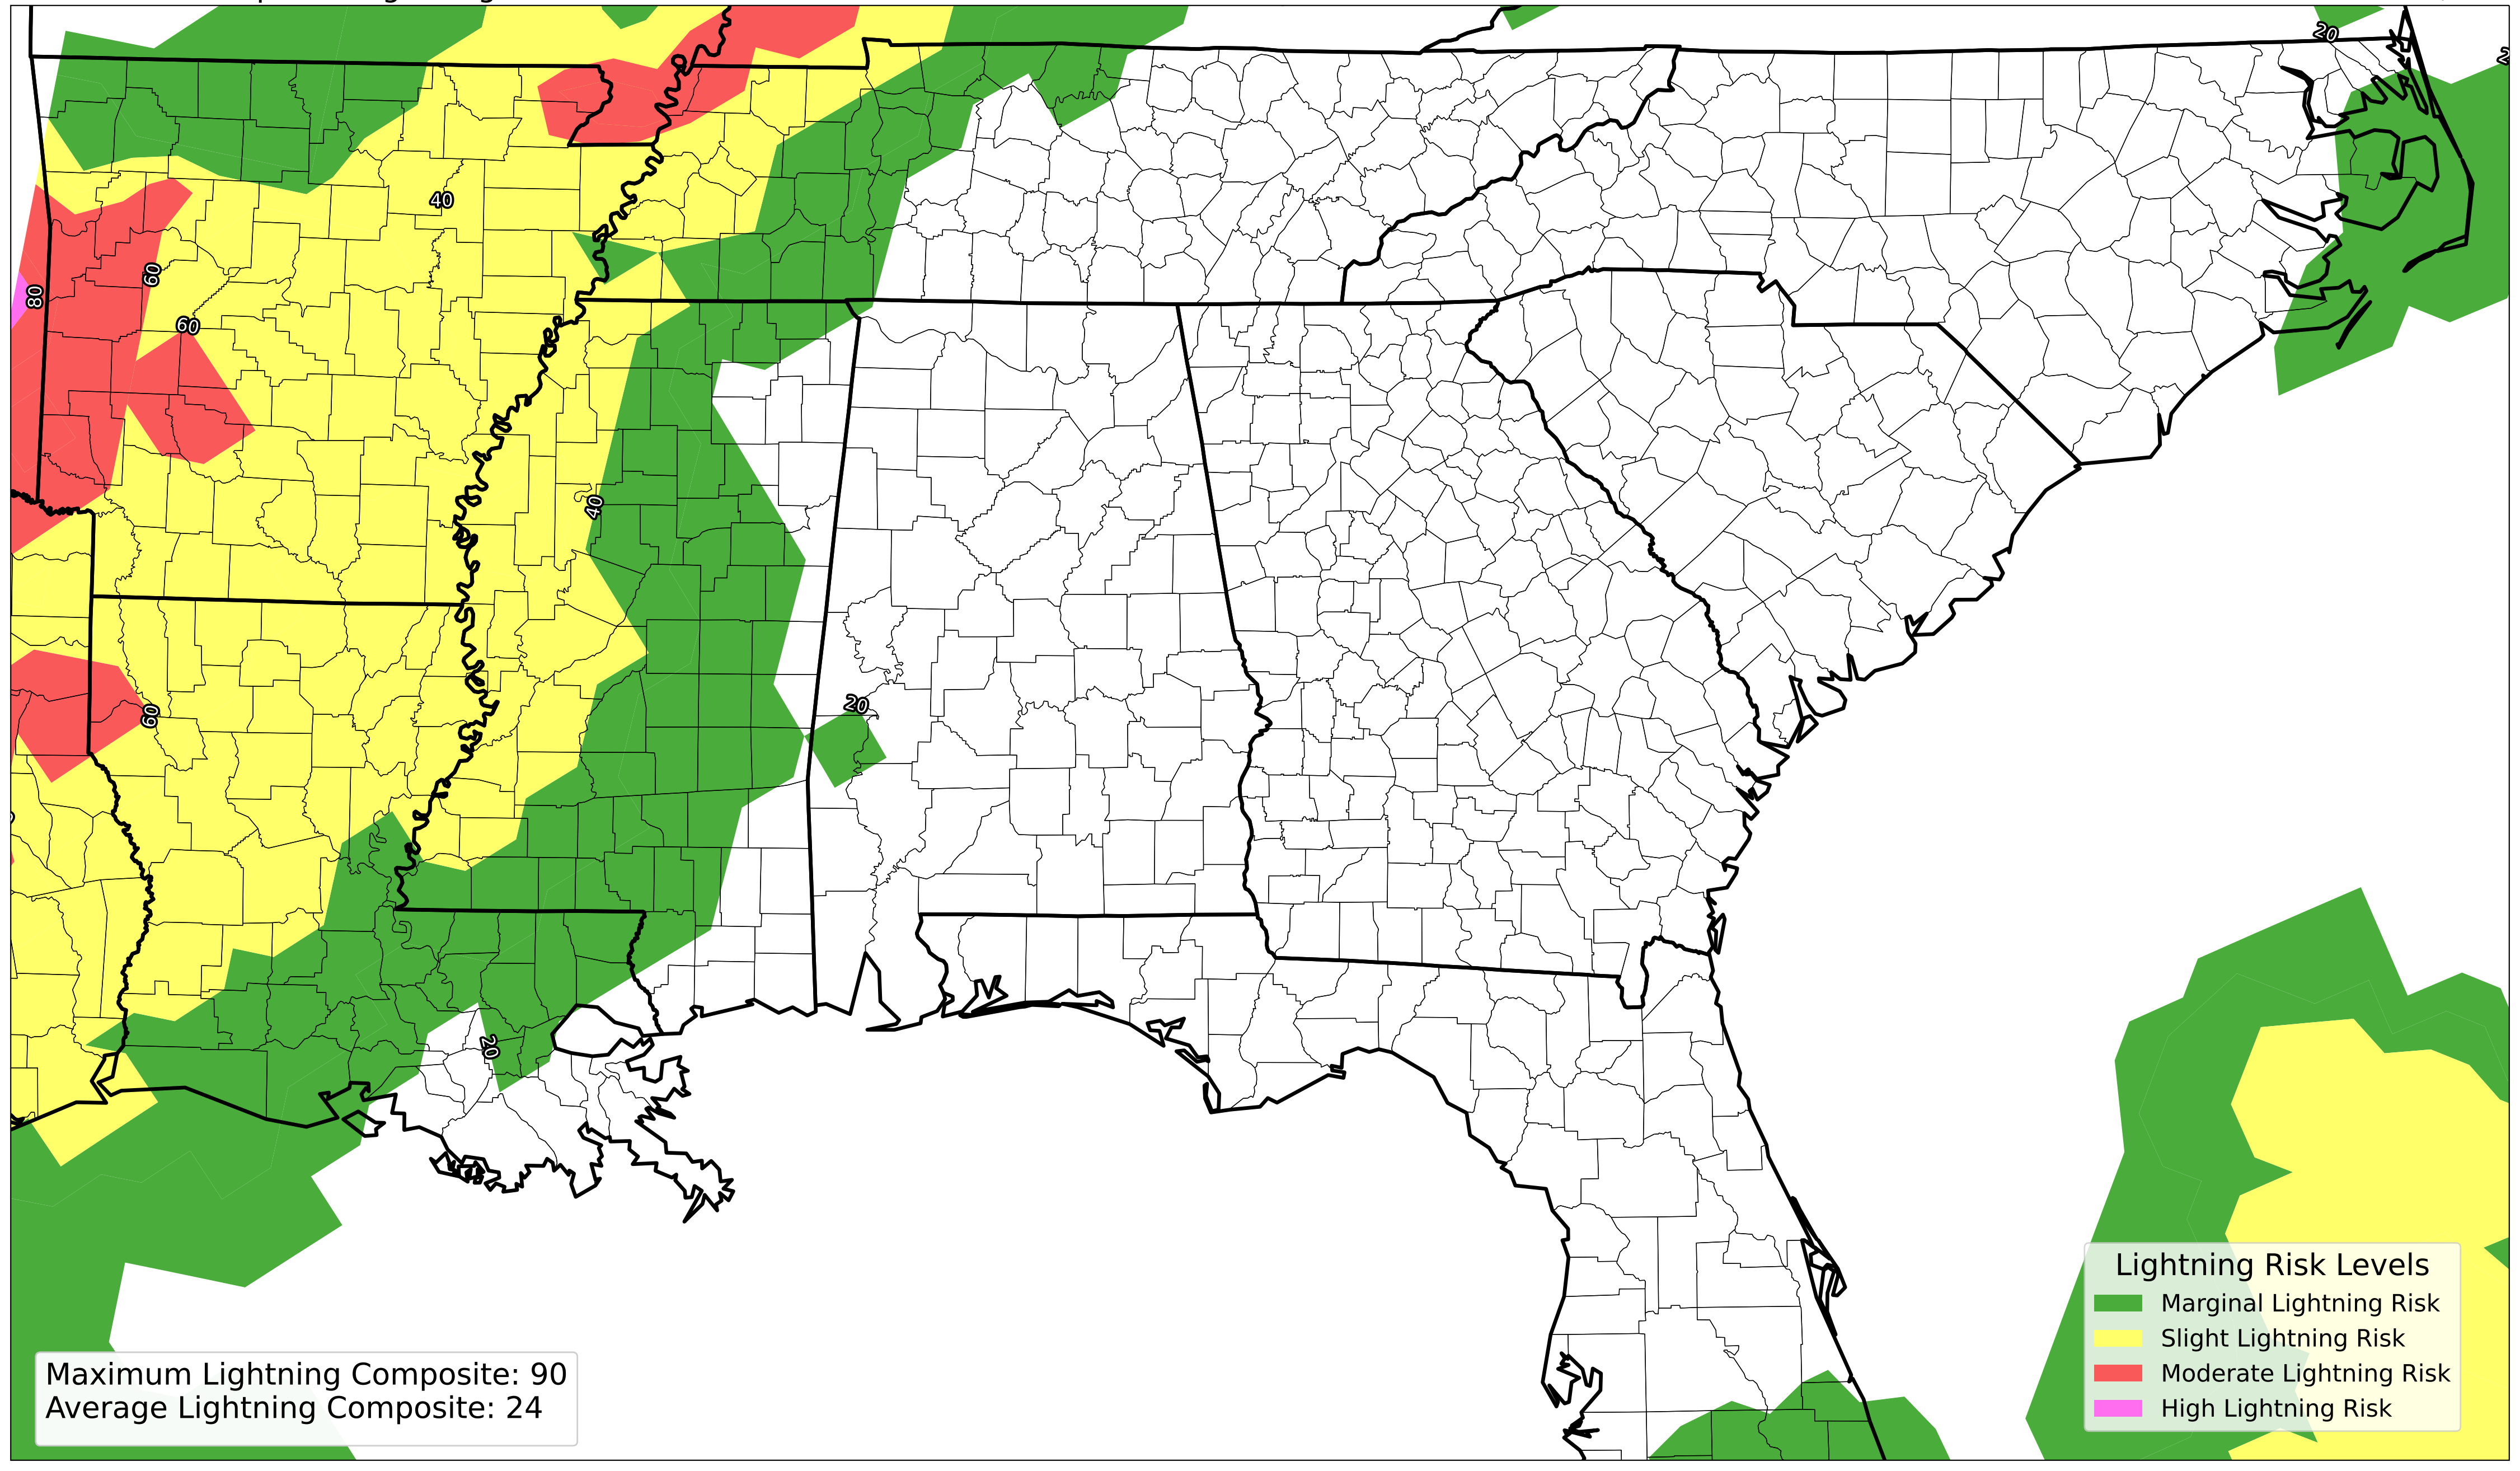 20
40
60
80
60
40
60
20
20
Maximum Lightning Composite: 90
Average Lightning Composite: 24
Lightning Risk Levels
Marginal Lightning Risk
Slight Lightning Risk
Moderate Lightning Risk
High Lightning Risk